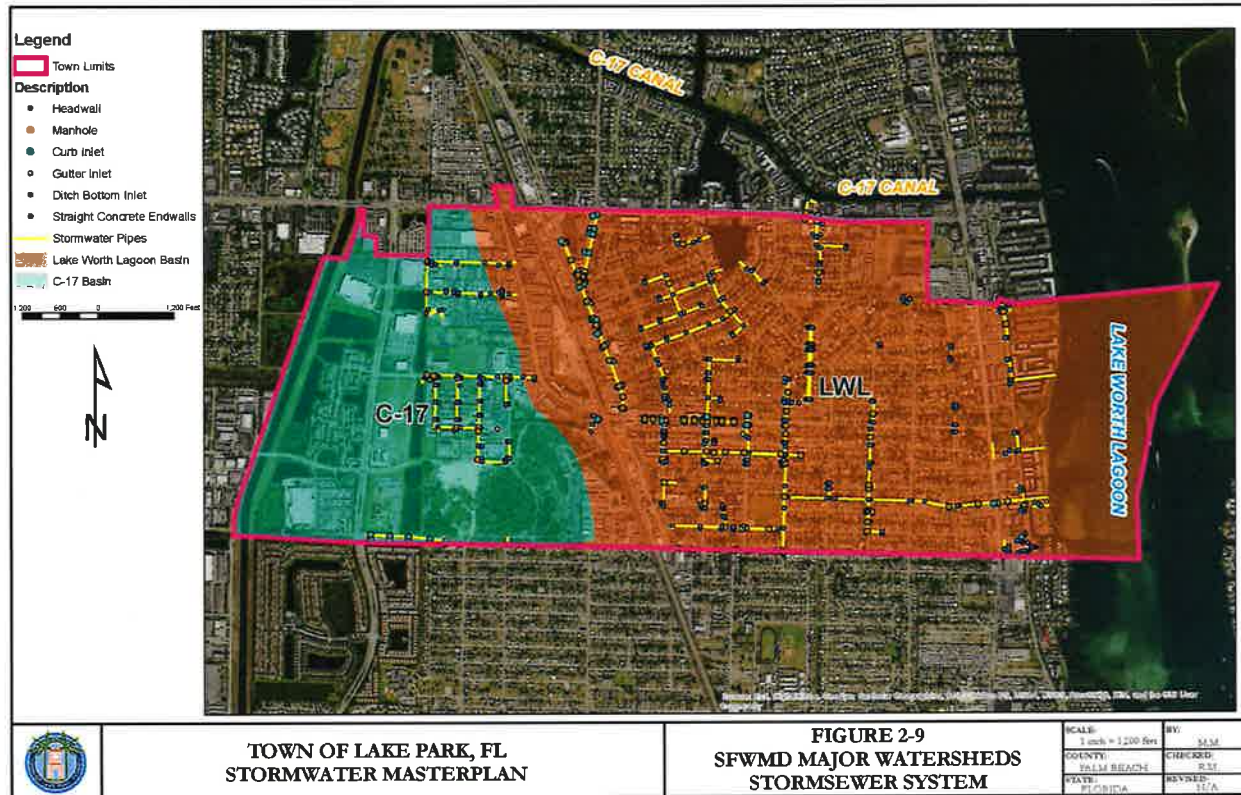 Legend
Town Limits
Description
Headwall
Manhole
Curb Inlet
Gutter Inlet
Ditch Bottom Inlet
Straight Concrete Endwalls
Stormwater Pipes
Lake Worth Lagoon Basin
C-17 Basin
1,200 600 0 1,200 Feet
N
C-17 CANAL
C-17 CANAL
C-17
LWL
LAKE WORTH LAGOON
TOWN OF LAKE PARK, FL
STORMWATER MASTERPLAN
FIGURE 2-9
SFWMD MAJOR WATERSHEDS
STORMSEWER SYSTEM
SCALE:
1 inch = 1,200 feet
BY:
M.M.
COUNTY:
PALM BEACH
CHECKED:
R.M.
STATE:
FLORIDA
REVISED:
N/A